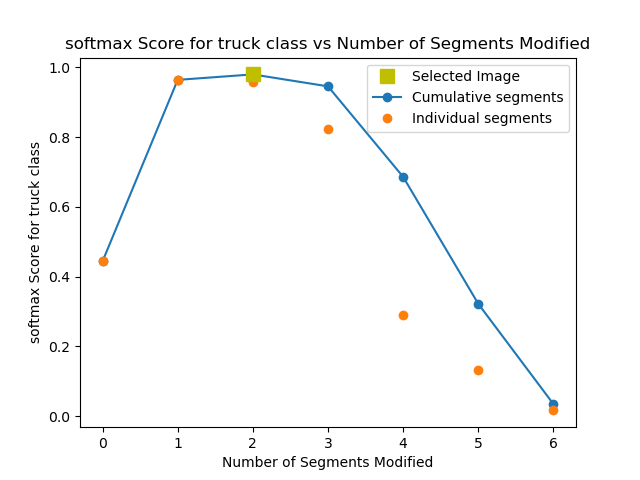 softmax Score for truck class vs Number of Segments Modified
Selected Image
Cumulative segments
Individual segments
softmax Score for truck class
1.0
0.8
0.6
0.4
0.2
0.0
0 1 2 3 4 5 6
Number of Segments Modified